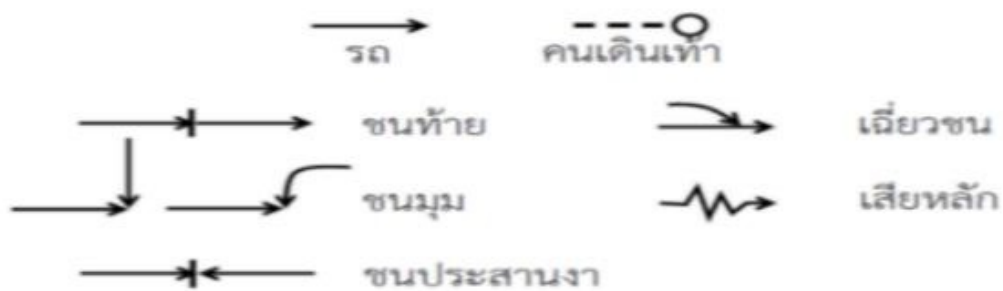 รถ คนเดินเท้า
ชนท้าย เฉี่ยวชน
ชนมุม เสียหลัก
ชนประสานงา